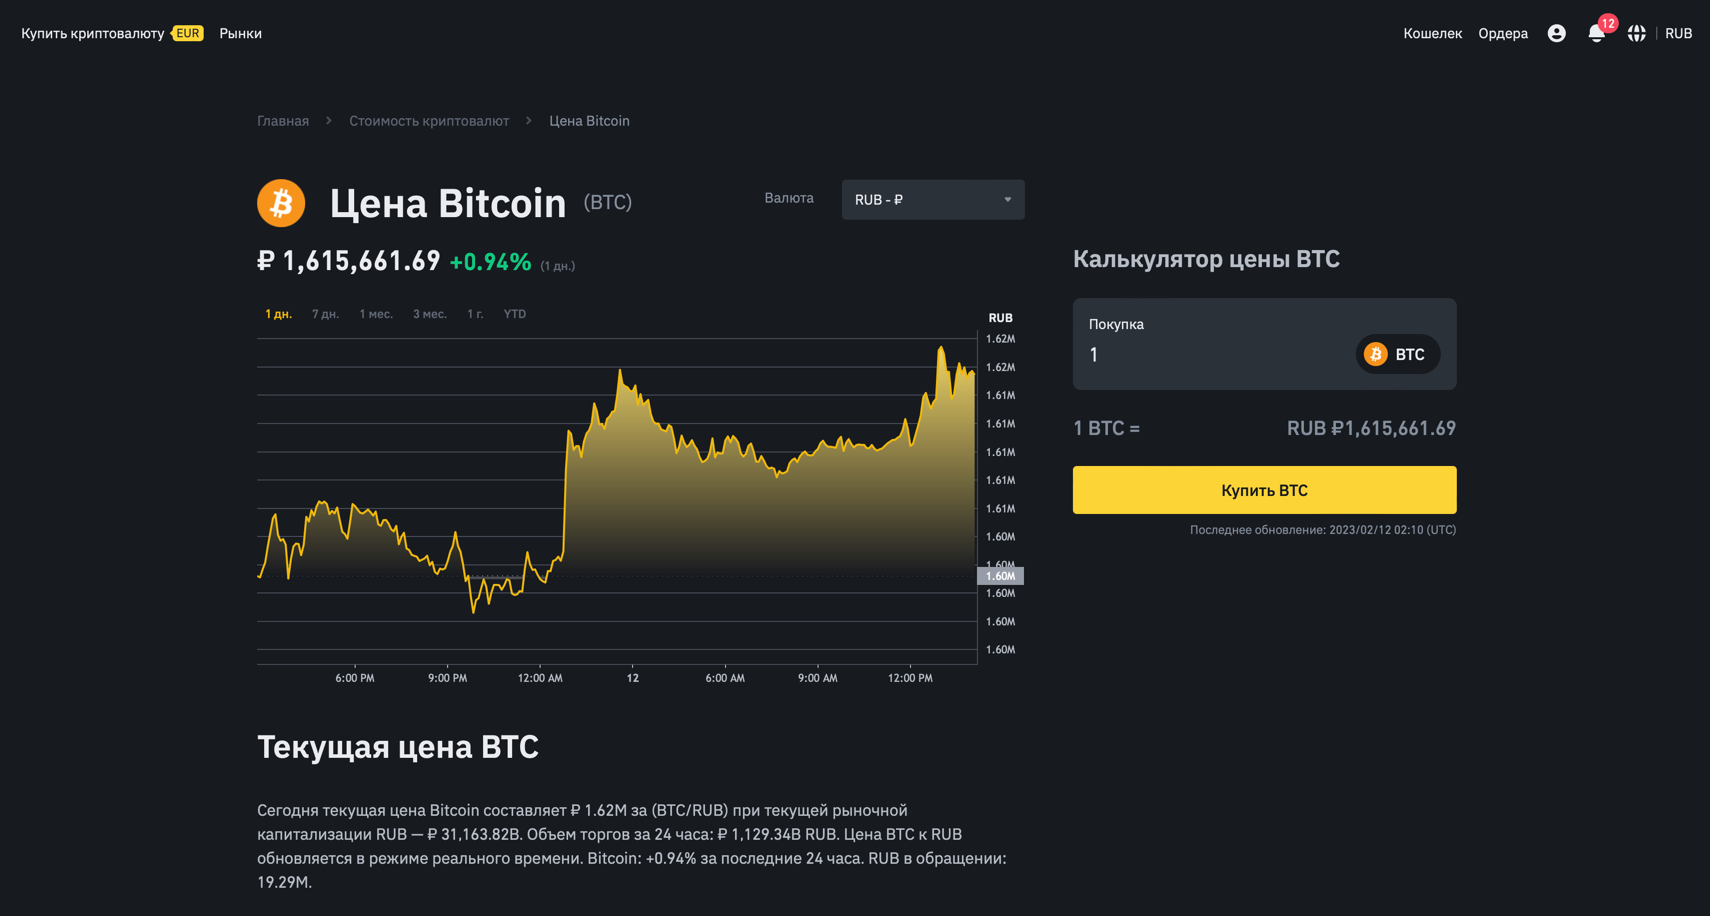 Купить криптовалюту EUR Рынки
Кошелек Ордера 12 RUB
Главная > Стоимость криптовалют > Цена Bitcoin
Цена Bitcoin (BTC)
Валюта RUB - ₽
₽ 1,615,661.69 +0.94% (1 дн.)
1 дн. 7 дн. 1 мес. 3 мес. 1 г. YTD
RUB
1.62M
1.62M
1.61M
1.61M
1.61M
1.61M
1.61M
1.60M
1.60M
1.60M
1.60M
1.60M
1.60M
6:00 PM 9:00 PM 12:00 AM 12 6:00 AM 9:00 AM 12:00 PM
Калькулятор цены BTC
Покупка
1 BTC
1 BTC = RUB ₽1,615,661.69
Купить BTC
Последнее обновление: 2023/02/12 02:10 (UTC)
Текущая цена BTC
Сегодня текущая цена Bitcoin составляет ₽ 1.62M за (BTC/RUB) при текущей рыночной
капитализации RUB — ₽ 31,163.82B. Объем торгов за 24 часа: ₽ 1,129.34B RUB. Цена BTC к RUB
обновляется в режиме реального времени. Bitcoin: +0.94% за последние 24 часа. RUB в обращении:
19.29M.